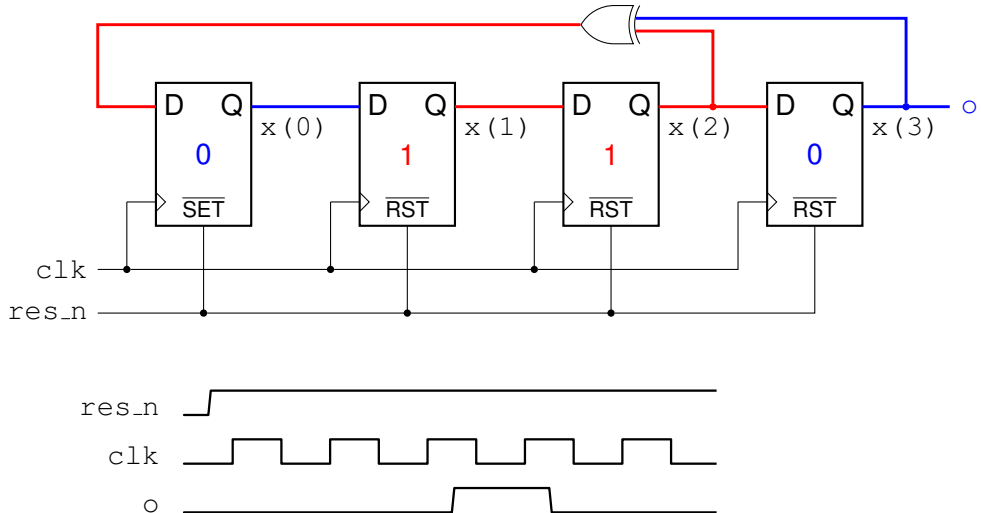 D Q D Q D Q D Q o
x(0) x(1) x(2) x(3)
0 1 1 0
SET RST RST RST
clk
res_n
res_n
clk
o